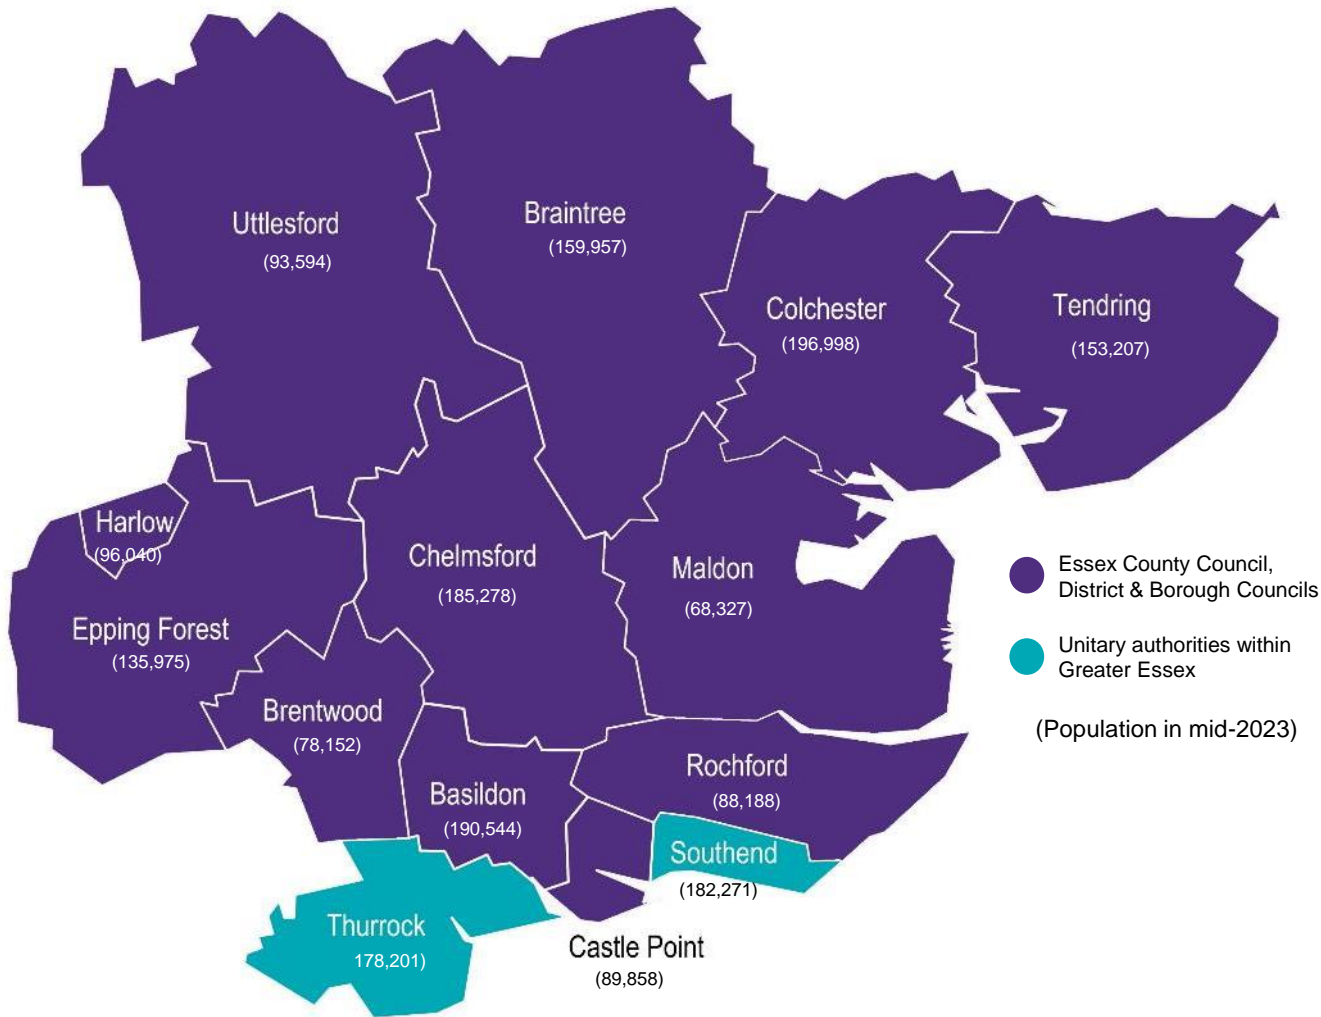 Uttlesford
(93,594)
Braintree
(159,957)
Colchester
(196,998)
Tendring
(153,207)
Harlow
(96,040)
Chelmsford
(185,278)
Maldon
(68,327)
Epping Forest
(135,975)
Brentwood
(78,152)
Basildon
(190,544)
Rochford
(88,188)
Southend
(182,271)
Thurrock
178,201)
Castle Point
(89,858)
Essex County Council,
District & Borough Councils
Unitary authorities within
Greater Essex
(Population in mid-2023)